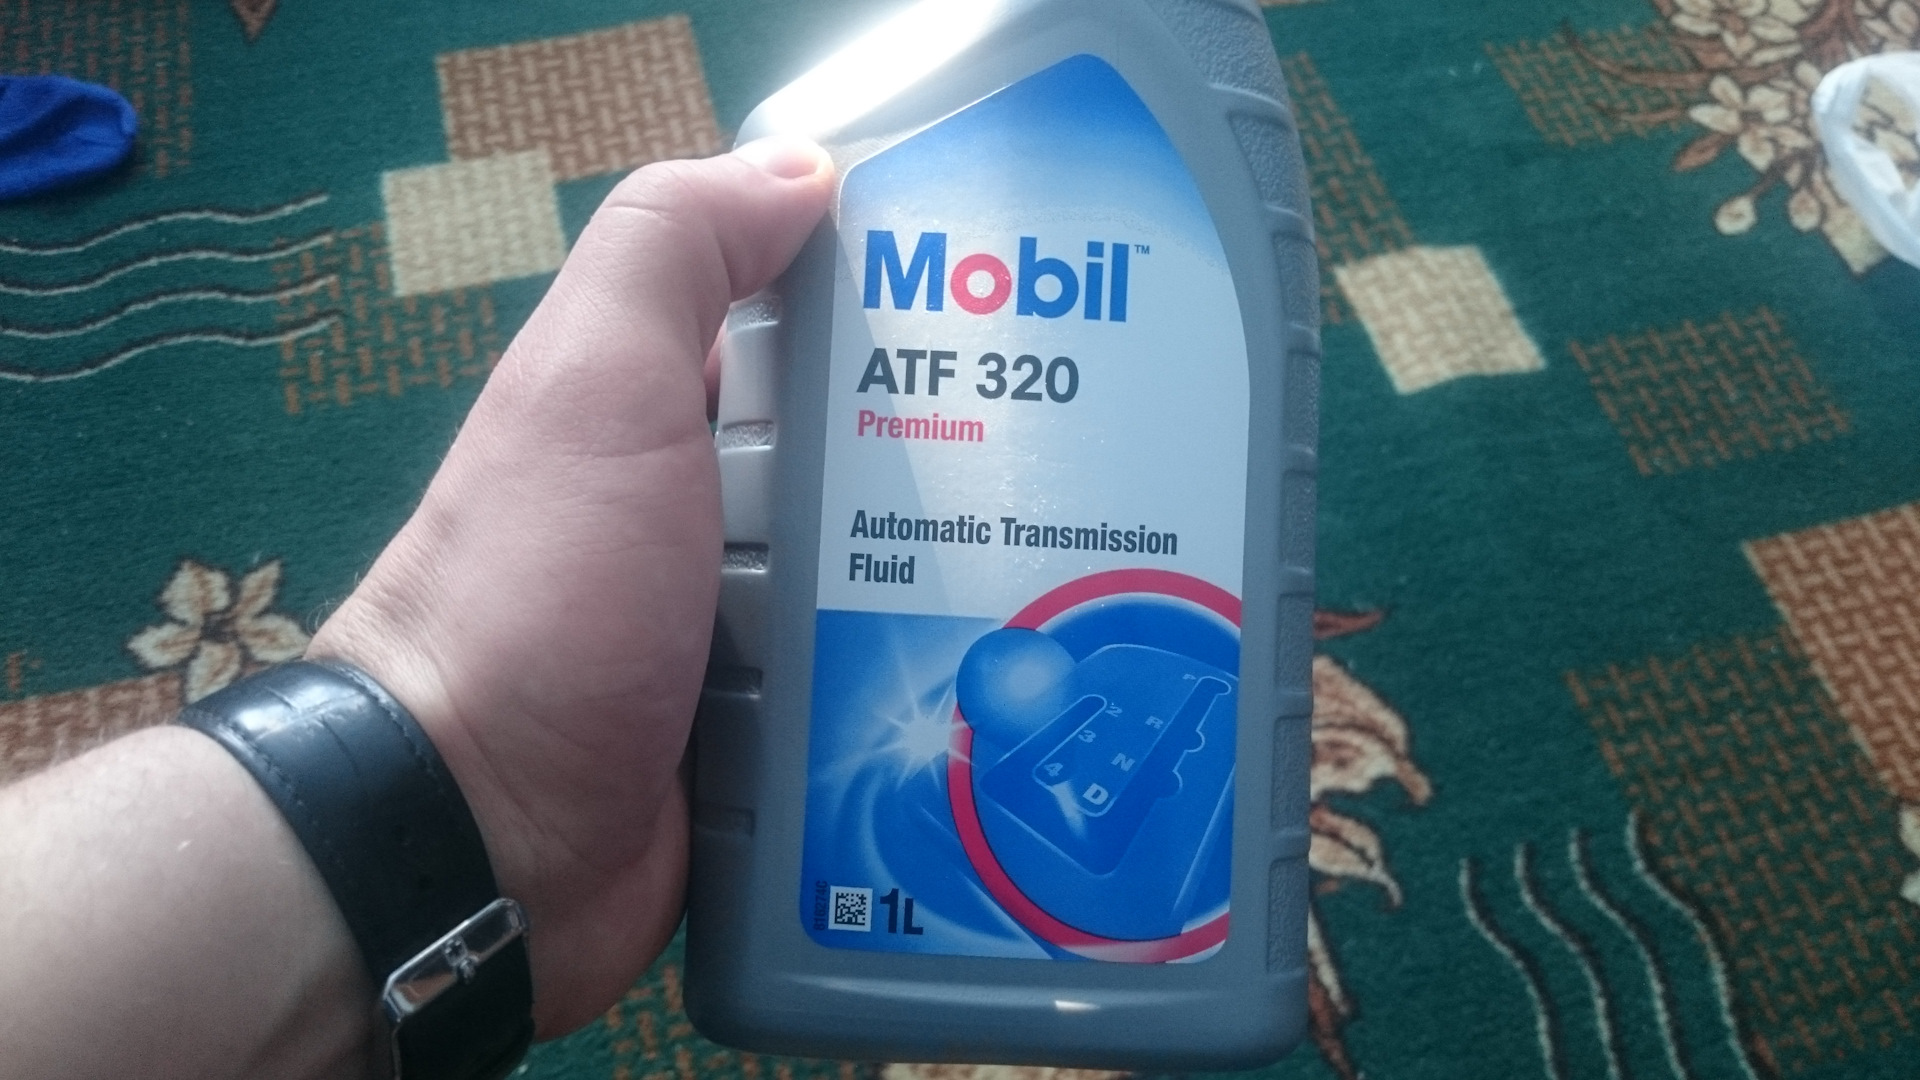 Mobil™
ATF 320
Premium
Automatic Transmission
Fluid
P
2 R
3 N
4 D
1L